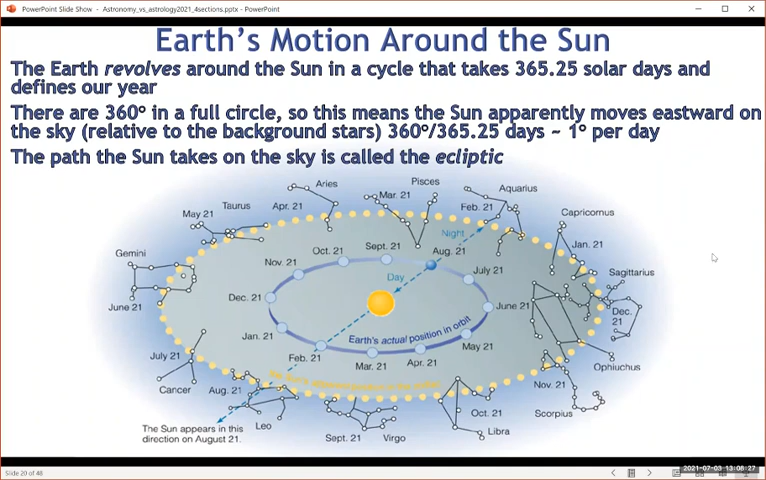 PowerPoint Slide Show - Astronomy_vs_astrology2021_4sections.pptx - PowerPoint
Earth's Motion Around the Sun
The Earth revolves around the Sun in a cycle that takes 365.25 solar days and
defines our year
There are 360° in a full circle, so this means the Sun apparently moves eastward on
the sky (relative to the background stars) 360°/365.25 days ~ 1° per day
The path the Sun takes on the sky is called the ecliptic
Aries
Pisces
Aquarius
Taurus
Apr. 21
Mar. 21
Feb. 21
Capricornus
May 21
Night
Jan. 21
Gemini
Oct. 21
Sept. 21
Aug. 21
Nov. 21
Day
July 21
Sagittarius
June 21
Dec. 21
June 21
Dec.
21
Jan. 21
Earth's actual position in orbit
May 21
July 21
Feb. 21
Mar. 21
Apr. 21
Ophiuchus
Cancer
Aug. 21
Nov. 21
The Sun appears in this
direction on August 21.
Leo
Sept. 21
Virgo
Oct. 21
Libra
Scorpius
Slide 20 of 48
2021-07-03 13:08:27